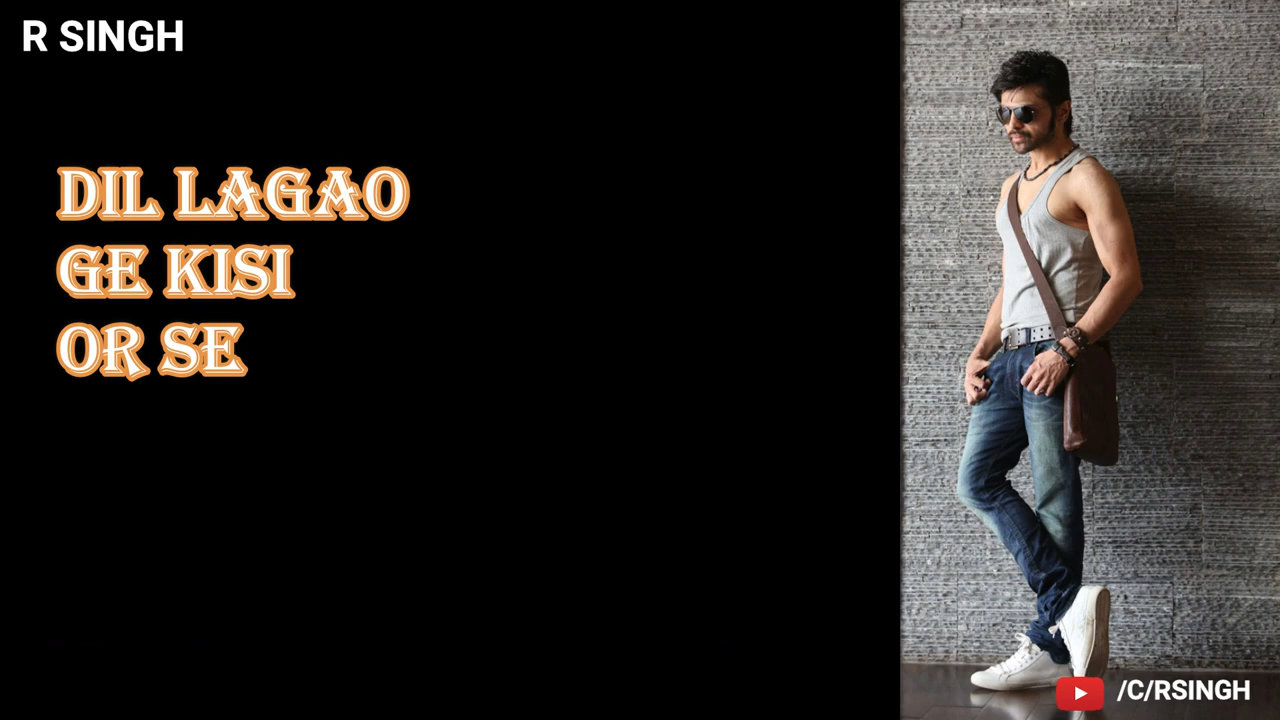 R SINGH
DIL LAGAO
GE KISI
OR SE
/C/RSINGH